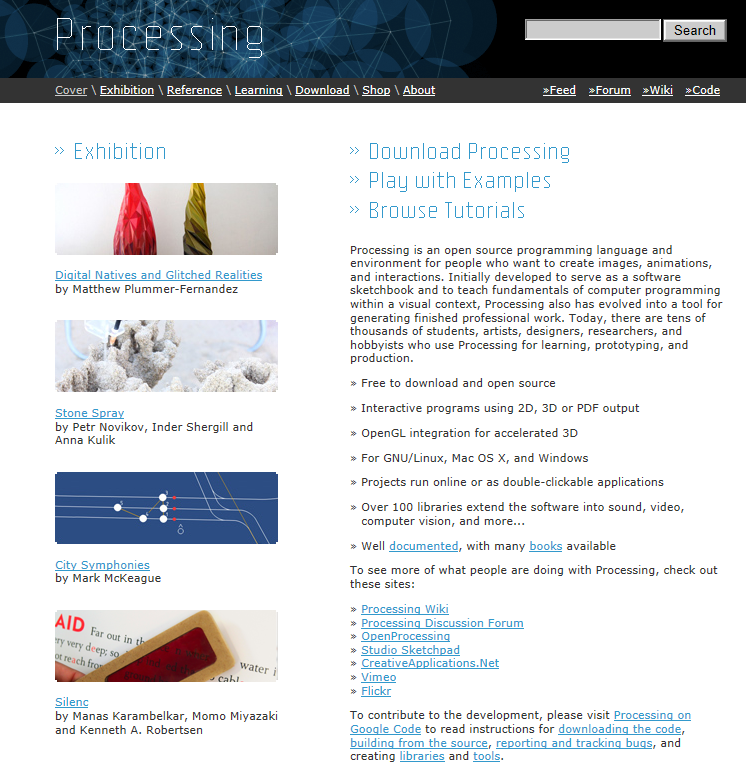 Processing
Search
Cover \ Exhibition \ Reference \ Learning \ Download \ Shop \ About
»Feed »Forum »Wiki »Code
» Exhibition
Digital Natives and Glitched Realities
by Matthew Plummer-Fernandez
Stone Spray
by Petr Novikov, Inder Shergill and
Anna Kulik
City Symphonies
by Mark McKeague
AID
Far out in the
very very deep; so
not reach from
water i
cable
Silenc
by Manas Karambelkar, Momo Miyazaki
and Kenneth A. Robertsen
» Download Processing
» Play with Examples
» Browse Tutorials
Processing is an open source programming language and
environment for people who want to create images, animations,
and interactions. Initially developed to serve as a software
sketchbook and to teach fundamentals of computer programming
within a visual context, Processing also has evolved into a tool for
generating finished professional work. Today, there are tens of
thousands of students, artists, designers, researchers, and
hobbyists who use Processing for learning, prototyping, and
production.
» Free to download and open source
» Interactive programs using 2D, 3D or PDF output
» OpenGL integration for accelerated 3D
» For GNU/Linux, Mac OS X, and Windows
» Projects run online or as double-clickable applications
» Over 100 libraries extend the software into sound, video,
computer vision, and more...
» Well documented, with many books available
To see more of what people are doing with Processing, check out
these sites:
» Processing Wiki
» Processing Discussion Forum
» OpenProcessing
» Studio Sketchpad
» CreativeApplications.Net
» Vimeo
» Flickr
To contribute to the development, please visit Processing on
Google Code to read instructions for downloading the code,
building from the source, reporting and tracking bugs, and
creating libraries and tools.